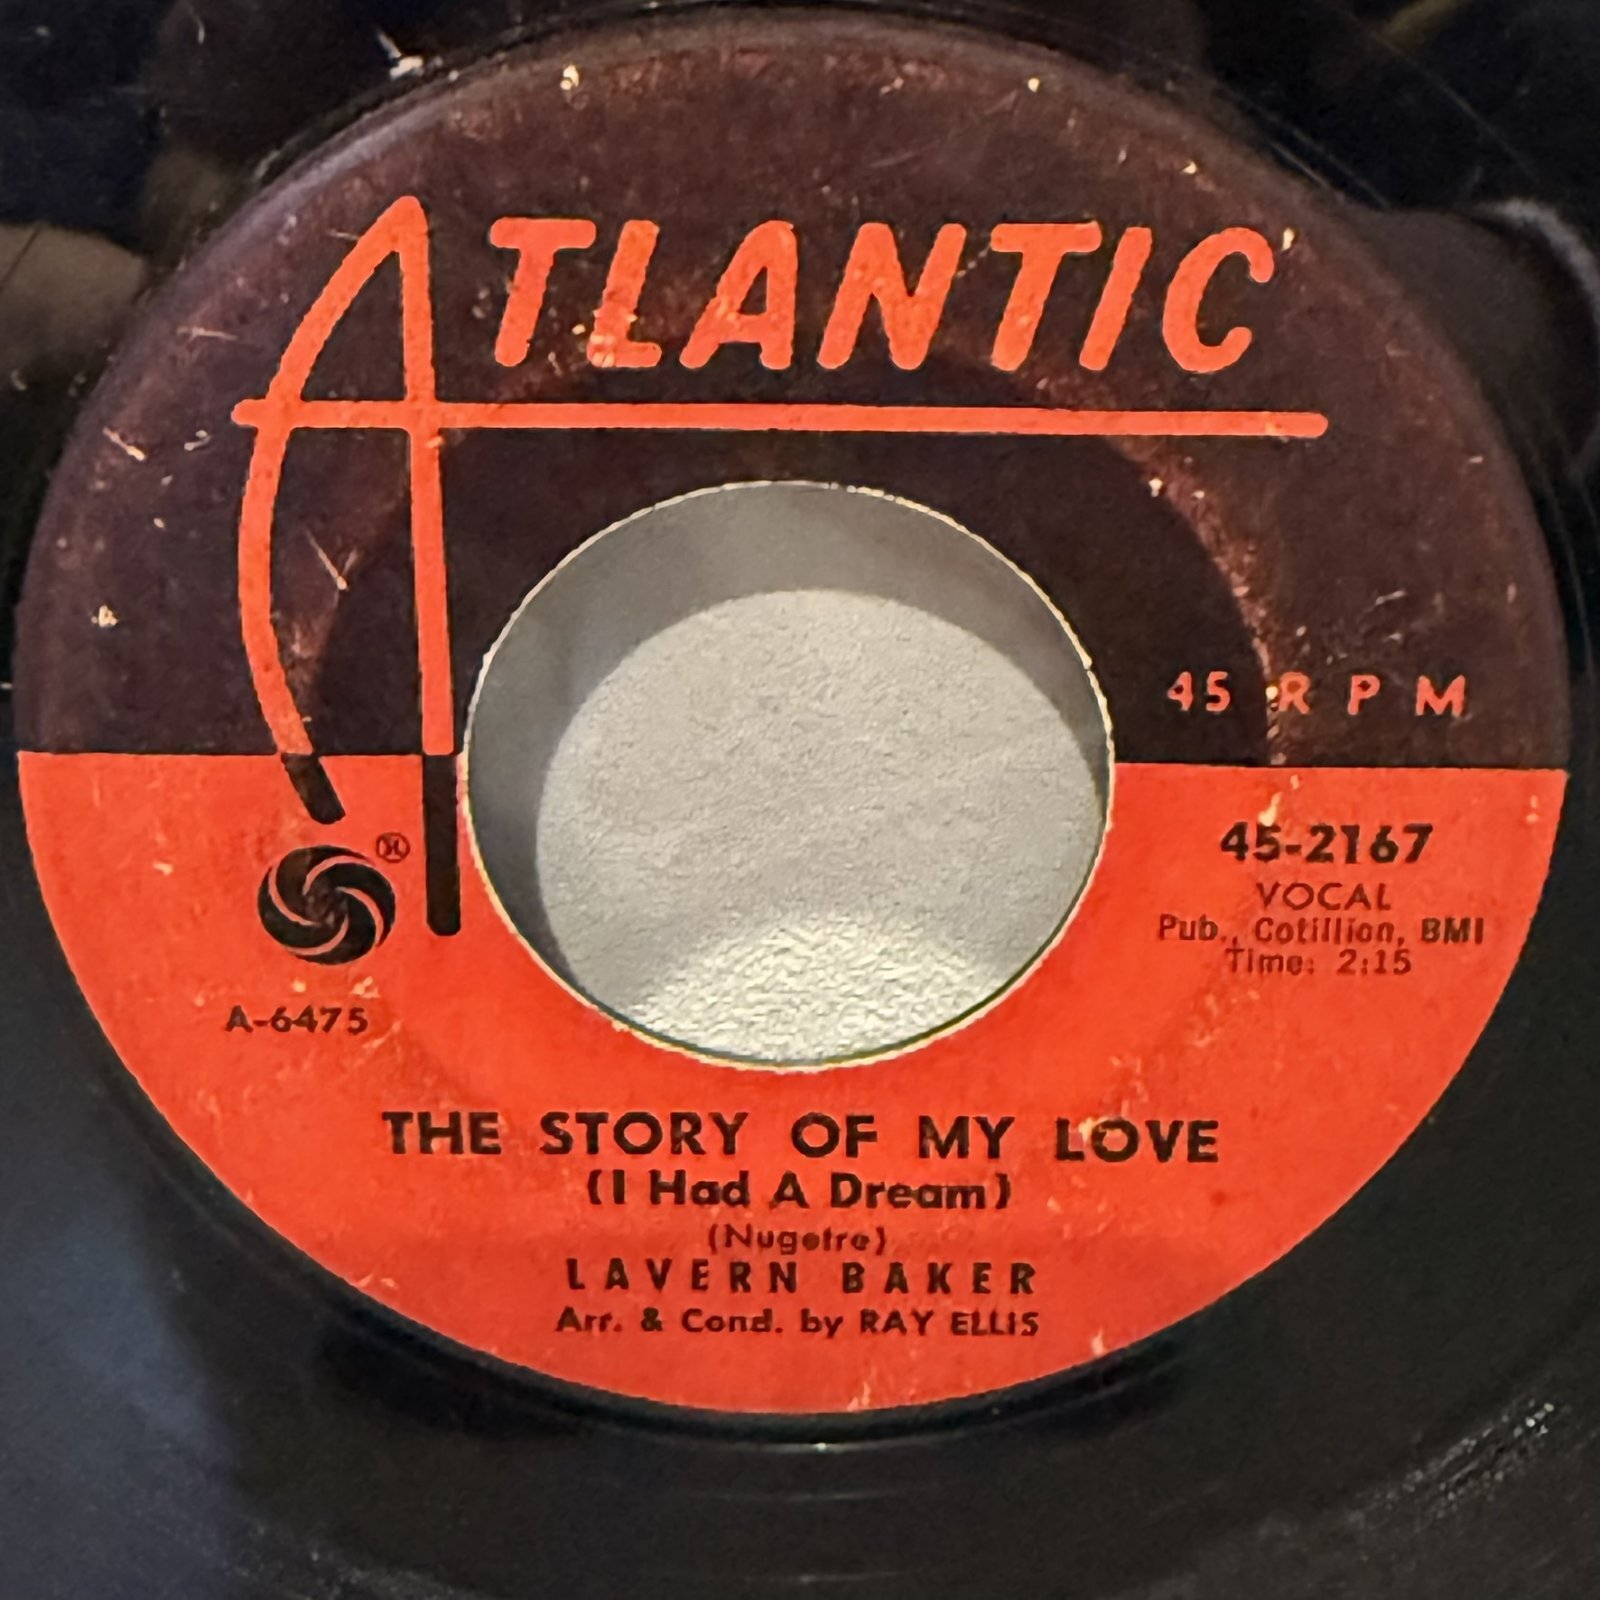 ATLANTIC
45 RPM
45-2167
VOCAL
Pub., Cotillion, BMI
Time: 2:15
®
A-6475
THE STORY OF MY LOVE
(I Had A Dream)
(Nugetre)
LAVERN BAKER
Arr. & Cond. by RAY ELLIS